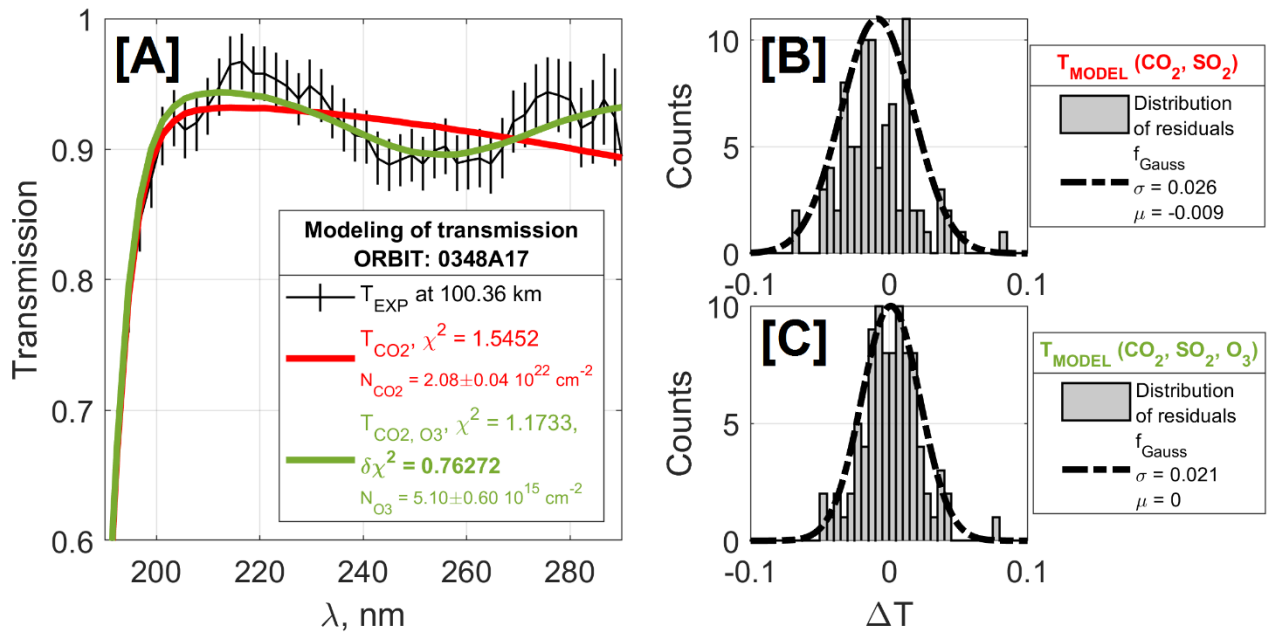 [A]
1
0.9
0.8
0.7
0.6
Transmission
200
220
240
260
280
λ, nm
Modeling of transmission
ORBIT: 0348A17
T_EXP at 100.36 km
T_CO2, χ² = 1.5452
N_CO2 = 2.08±0.04 10²² cm⁻²
T_CO2, O3, χ² = 1.1733,
δχ² = 0.76272
N_O3 = 5.10±0.60 10¹⁵ cm⁻²
[B]
10
5
0
Counts
-0.1
0
0.1
T_MODEL (CO₂, SO₂)
Distribution
of residuals
f_Gauss
σ = 0.026
μ = -0.009
[C]
10
5
0
Counts
-0.1
0
0.1
ΔT
T_MODEL (CO₂, SO₂, O₃)
Distribution
of residuals
f_Gauss
σ = 0.021
μ = 0